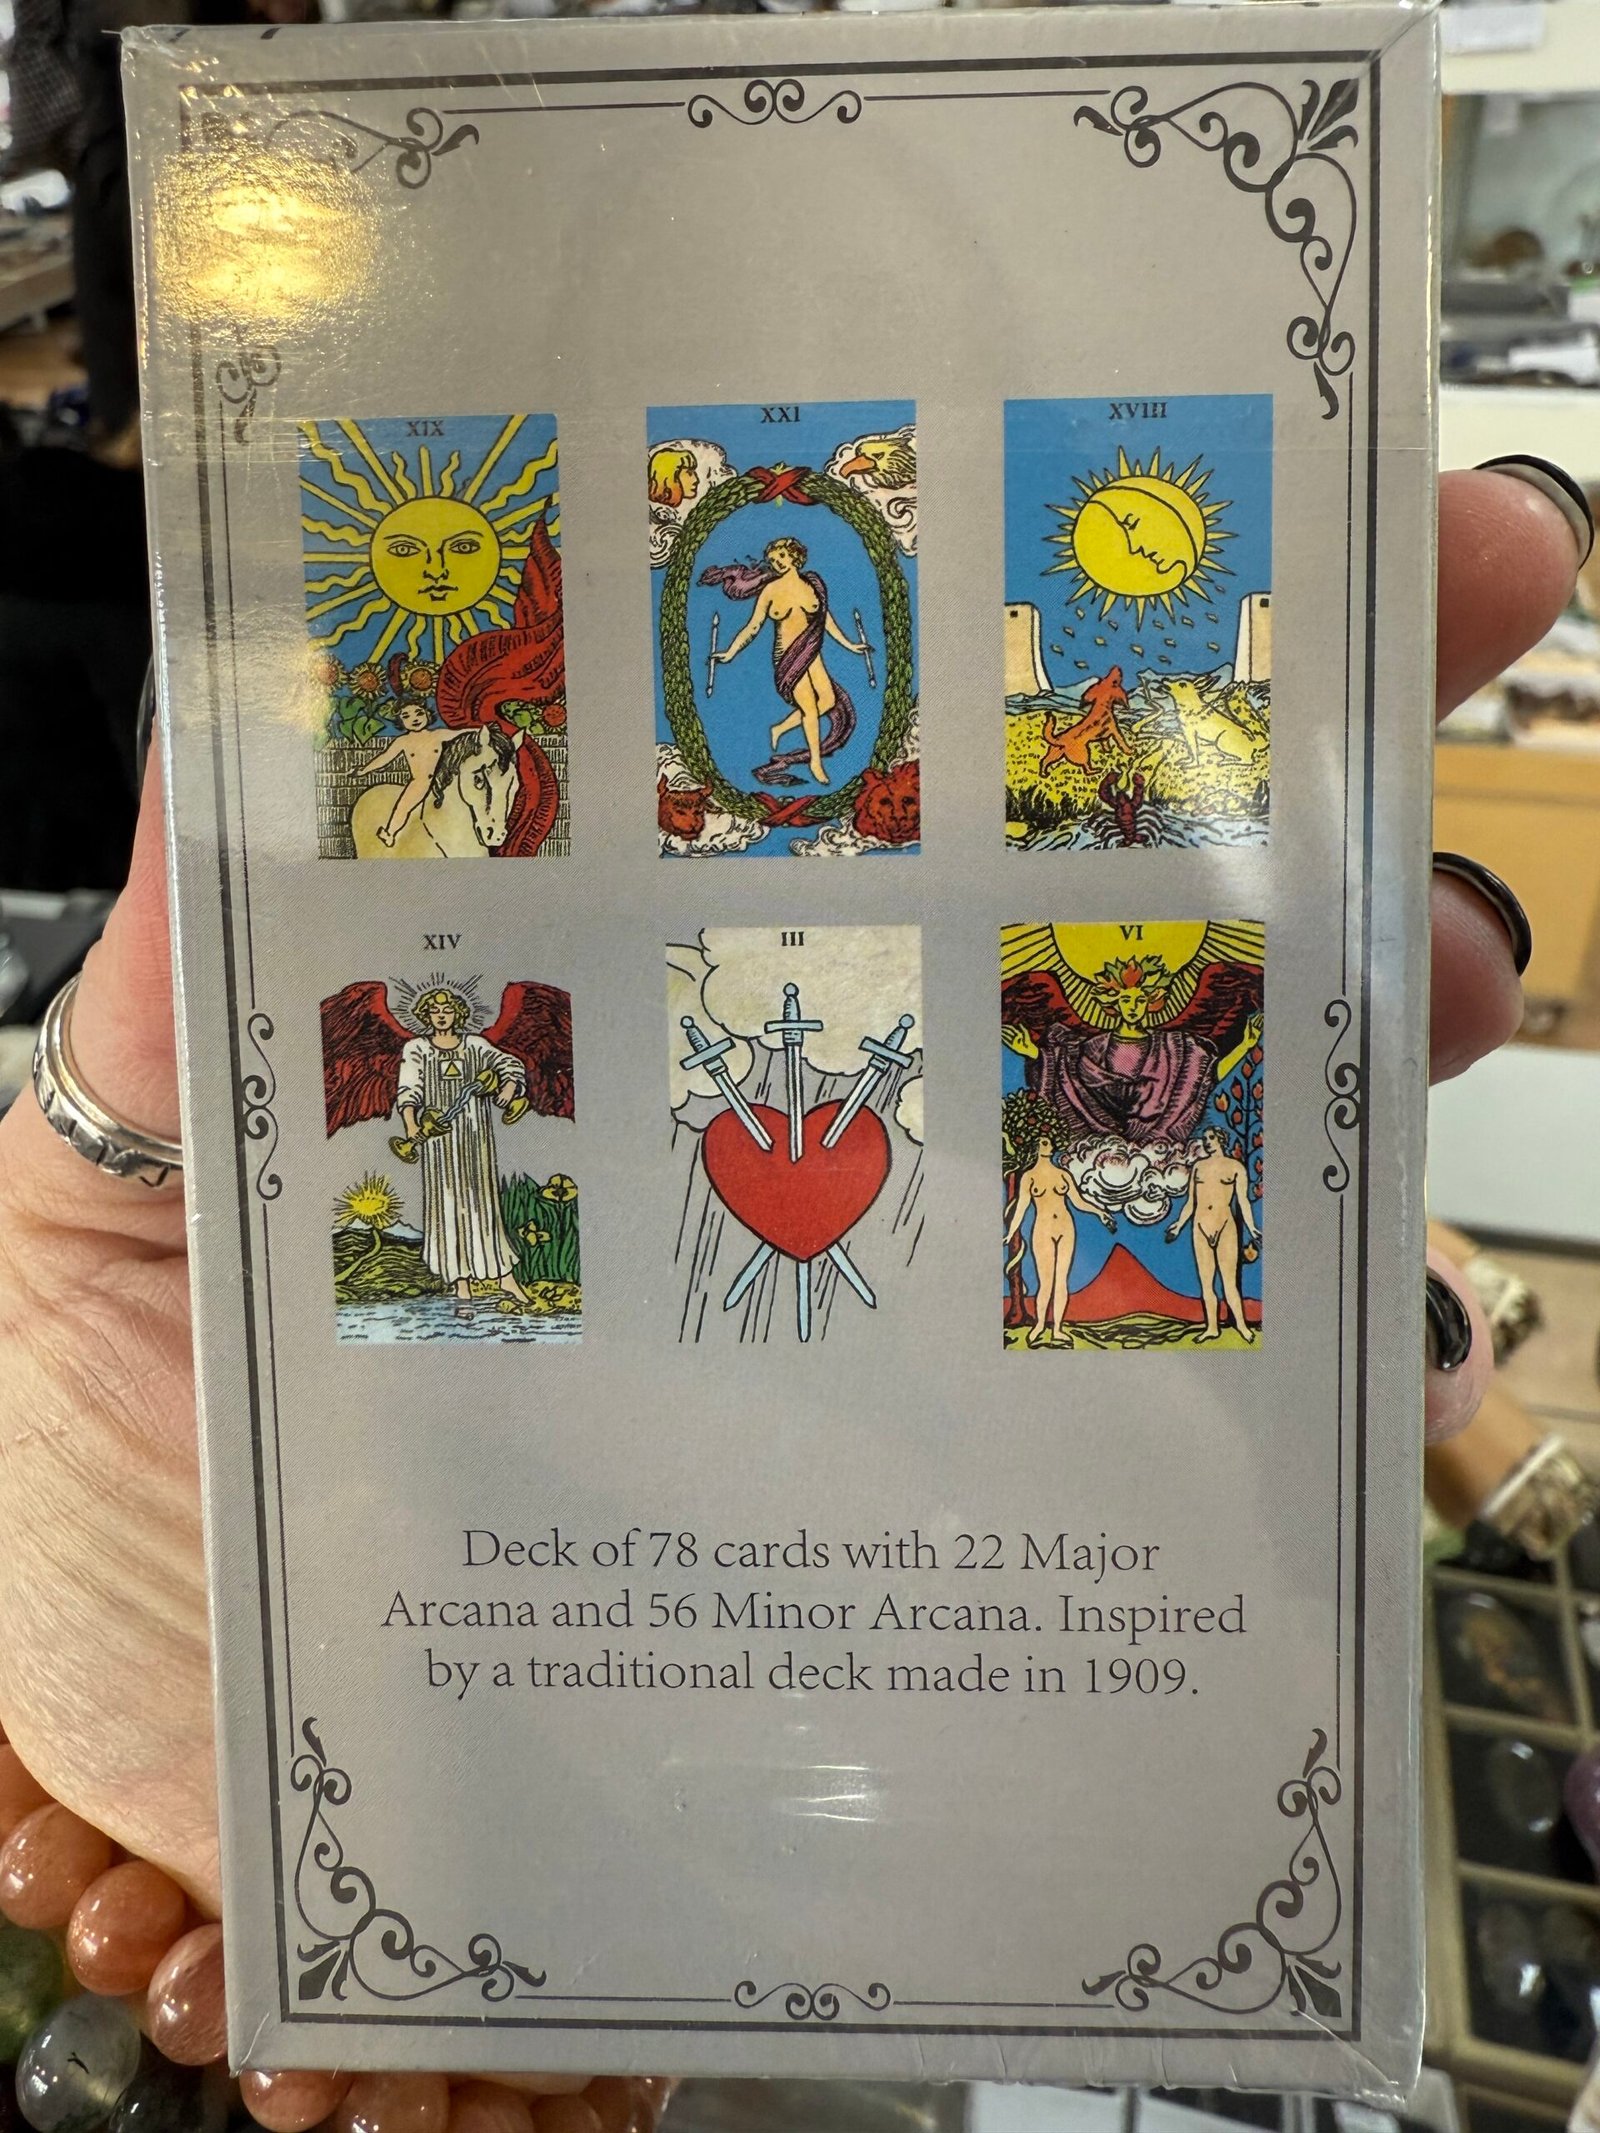 XIX
XXI
XVIII
XIV
III
VI
Deck of 78 cards with 22 Major
Arcana and 56 Minor Arcana. Inspired
by a traditional deck made in 1909.